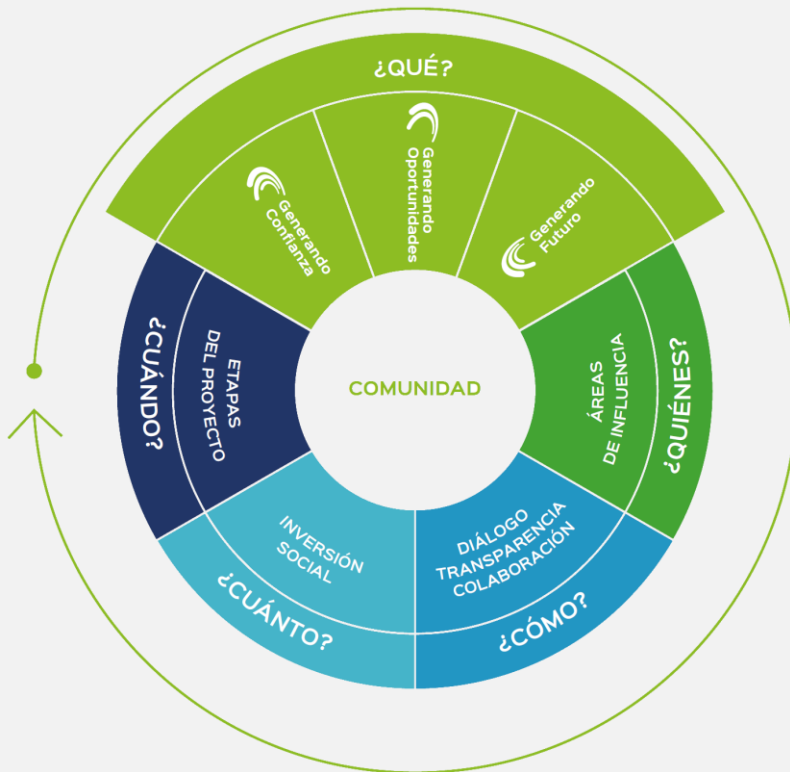 ¿QUÉ?
Generando
Confianza
Generando
Oportunidades
Generando
Futuro
¿QUIÉNES?
ÁREAS
DE INFLUENCIA
¿CÓMO?
DIÁLOGO
TRANSPARENCIA
COLABORACIÓN
¿CUÁNTO?
INVERSIÓN
SOCIAL
¿CUÁNDO?
ETAPAS
DEL PROYECTO
COMUNIDAD